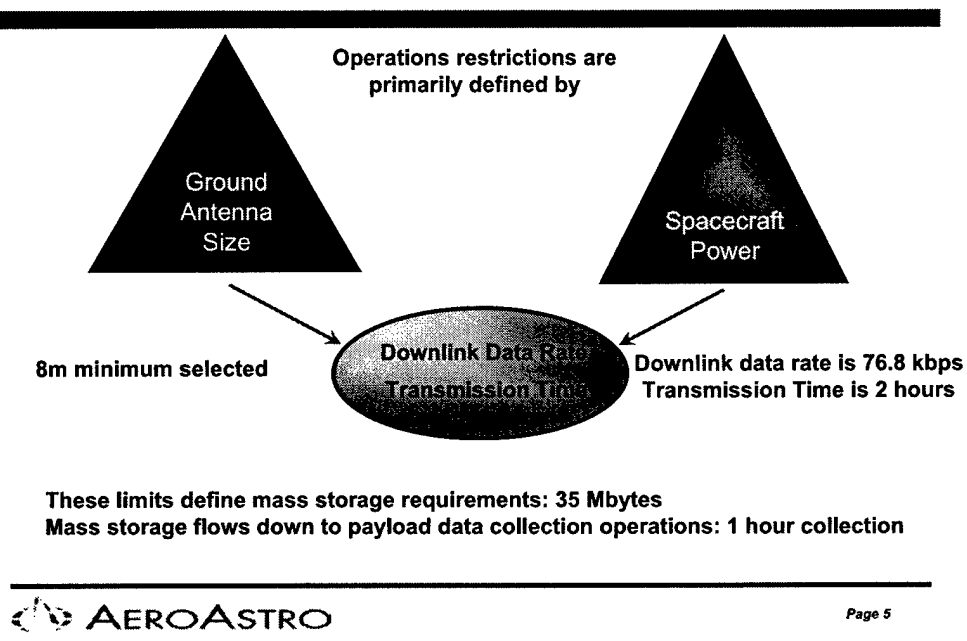 Operations restrictions are
primarily defined by
Ground
Antenna
Size
Spacecraft
Power
8m minimum selected
Downlink Data Rate
Transmission Time
Downlink data rate is 76.8 kbps
Transmission Time is 2 hours
These limits define mass storage requirements: 35 Mbytes
Mass storage flows down to payload data collection operations: 1 hour collection
AEROASTRO
Page 5